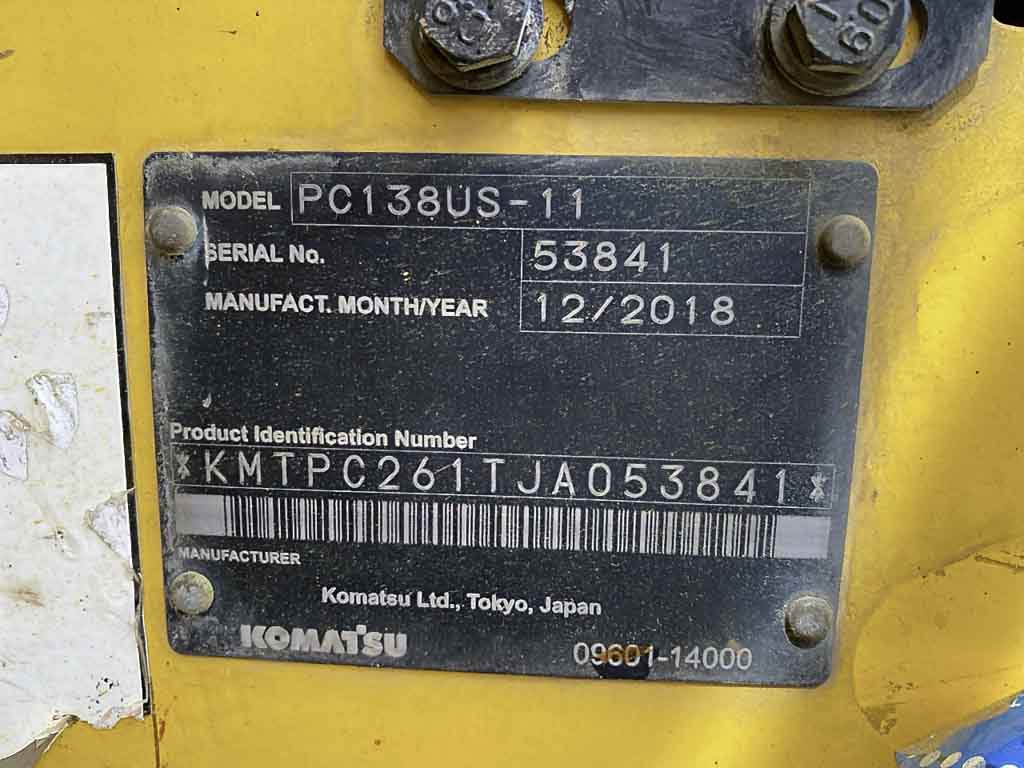 MODEL PC138US-11
SERIAL No. 53841
MANUFACT. MONTH/YEAR 12/2018
Product Identification Number
*KMTPC261TJA053841*
MANUFACTURER
Komatsu Ltd., Tokyo, Japan
KOMATSU
09601-14000